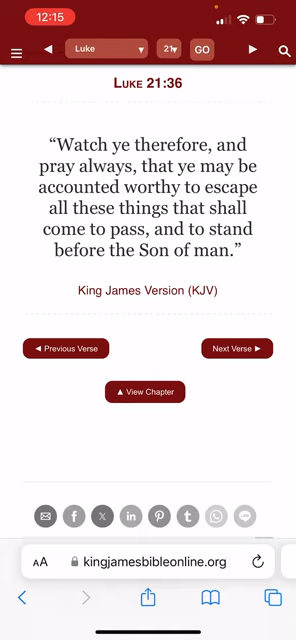 12:15
Luke
21
GO
LUKE 21:36
“Watch ye therefore, and
pray always, that ye may be
accounted worthy to escape
all these things that shall
come to pass, and to stand
before the Son of man.”
King James Version (KJV)
◄ Previous Verse
Next Verse ►
▲ View Chapter
AA
kingjamesbibleonline.org